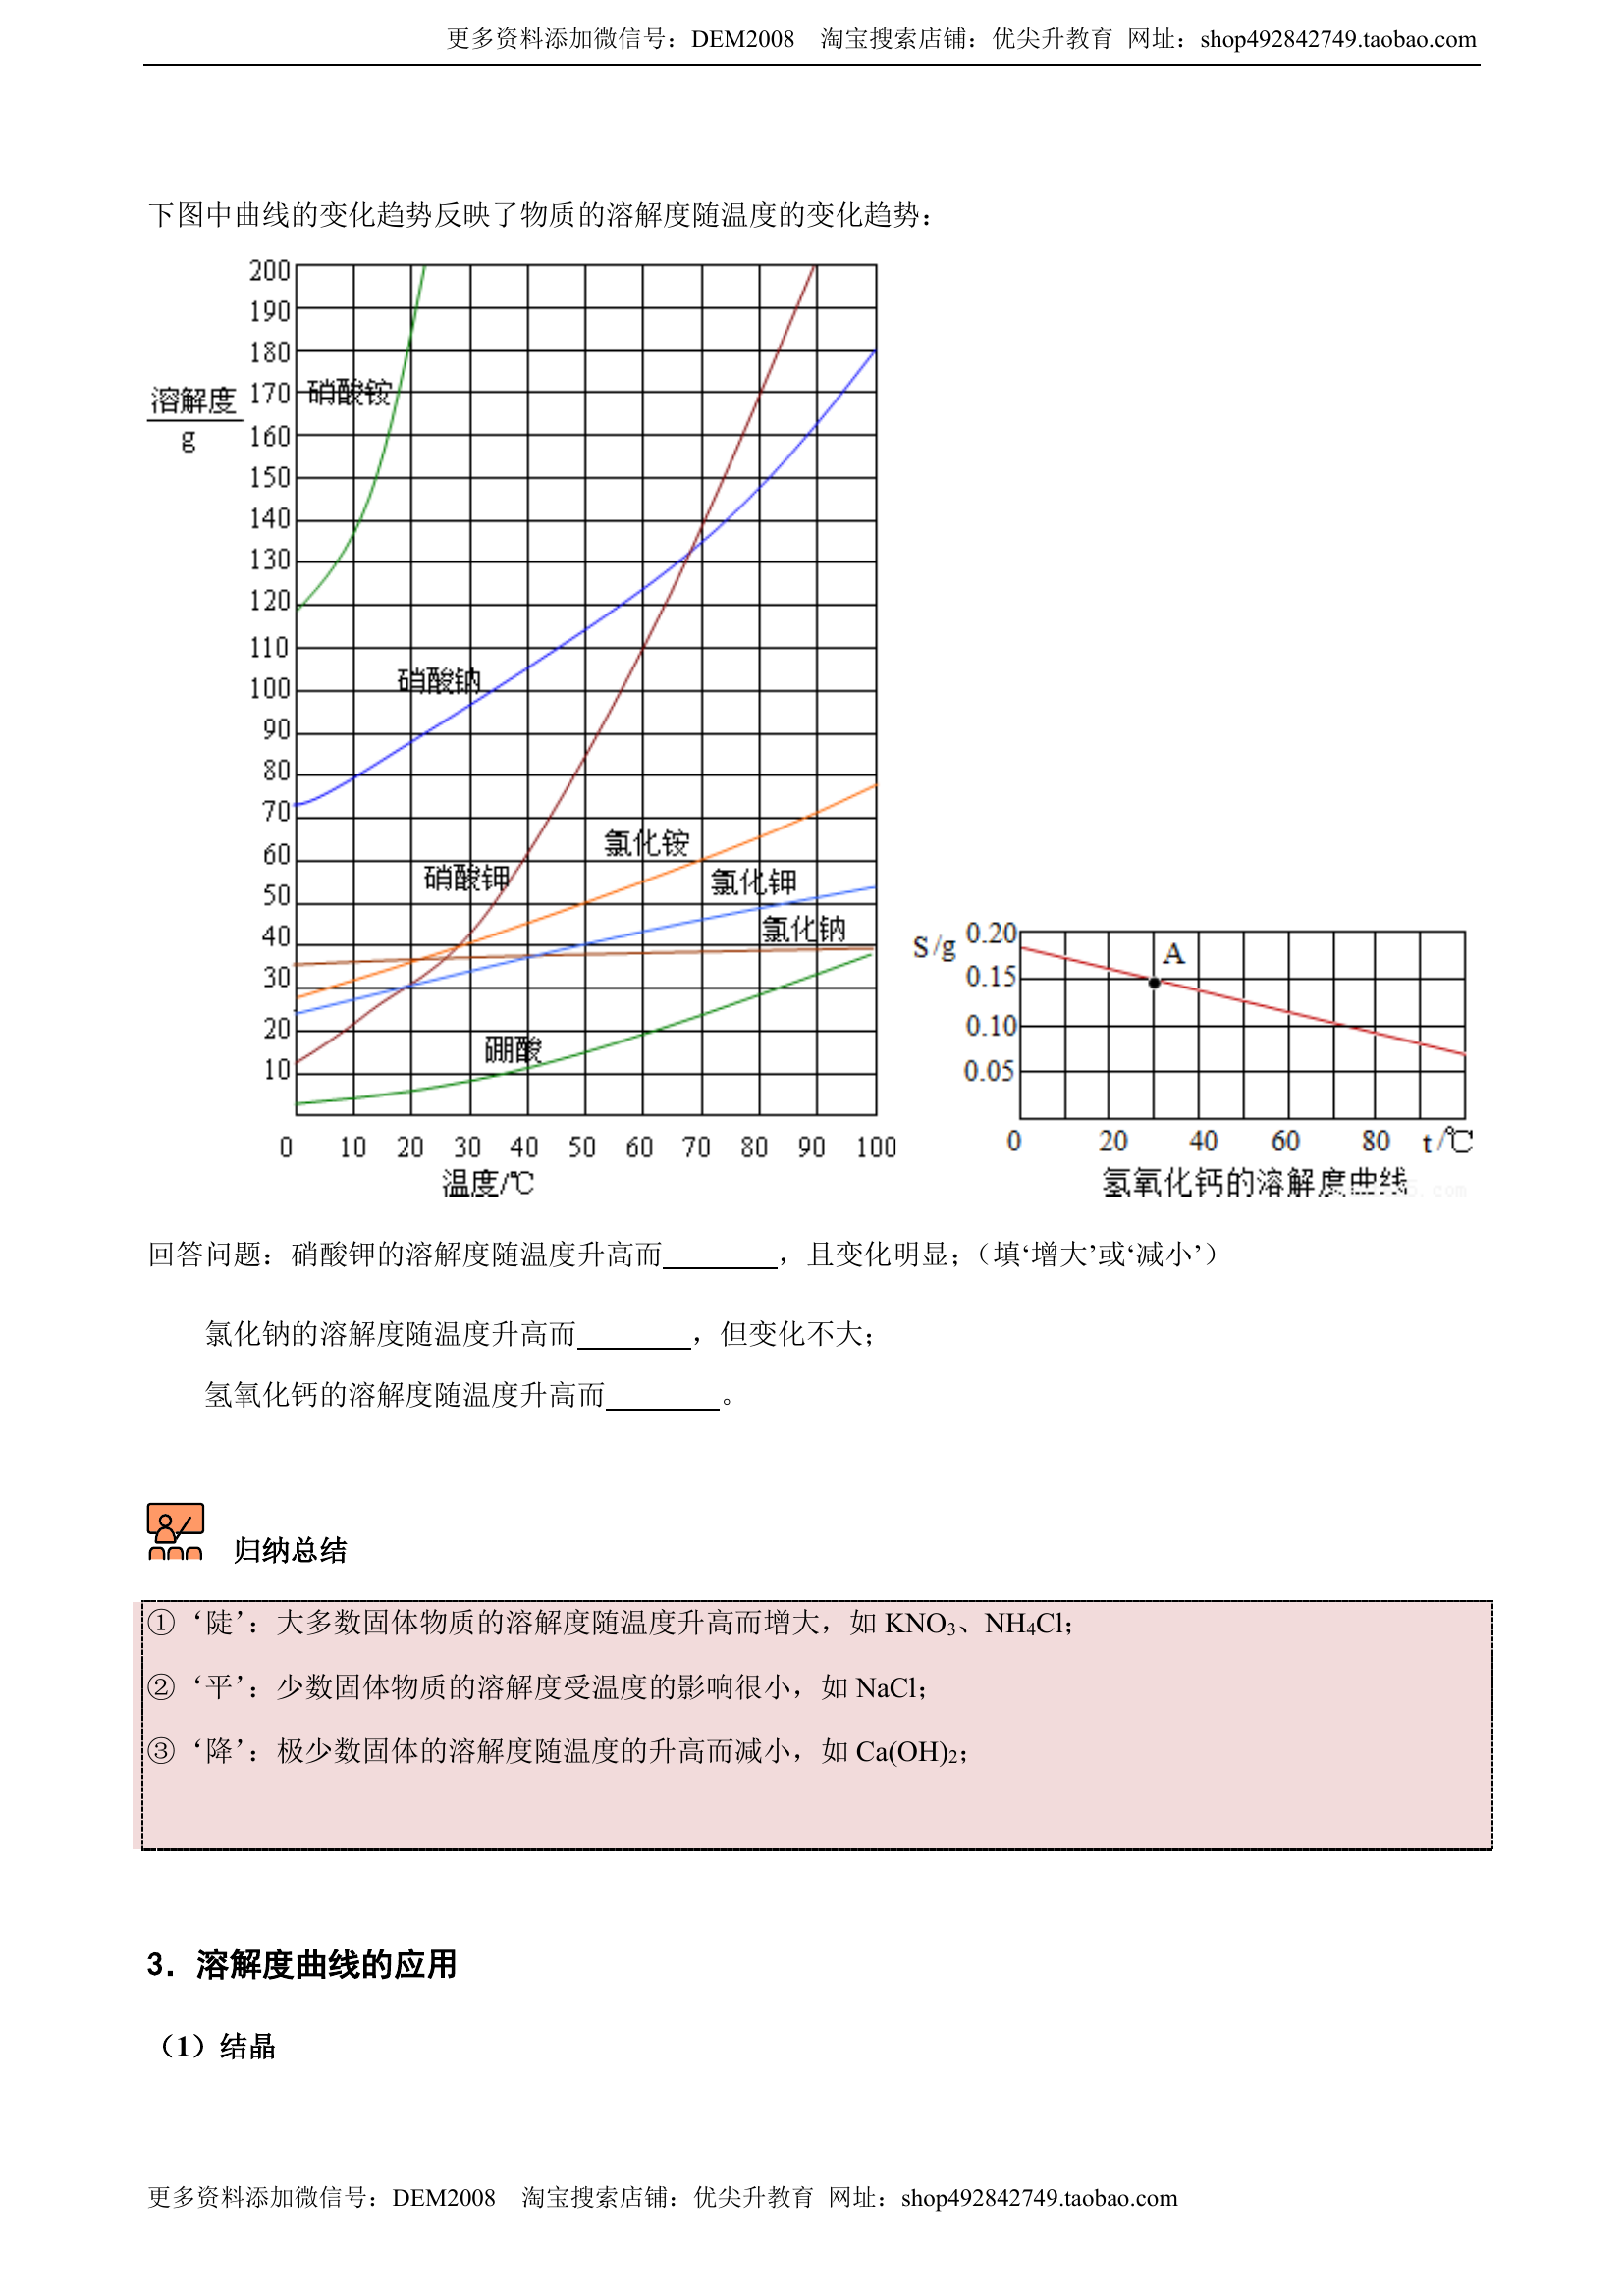 更多资料添加微信号：DEM2008　淘宝搜索店铺：优尖升教育 网址：shop492842749.taobao.com
下图中曲线的变化趋势反映了物质的溶解度随温度的变化趋势：
溶解度
g
200
190
180
170
160
150
140
130
120
110
100
90
80
70
60
50
40
30
20
10
硝酸铵
硝酸钠
硝酸钾
氯化铵
氯化钾
氯化钠
硼酸
0 10 20 30 40 50 60 70 80 90 100
温度/℃
S/g
0.20
0.15
0.10
0.05
A
0 20 40 60 80 t/℃
氢氧化钙的溶解度曲线
回答问题：硝酸钾的溶解度随温度升高而________，且变化明显；（填‘增大’或‘减小’）
氯化钠的溶解度随温度升高而________，但变化不大；
氢氧化钙的溶解度随温度升高而________。
归纳总结
① ‘陡’：大多数固体物质的溶解度随温度升高而增大，如 KNO₃、NH₄Cl；
② ‘平’：少数固体物质的溶解度受温度的影响很小，如 NaCl；
③ ‘降’：极少数固体的溶解度随温度的升高而减小，如 Ca(OH)₂；
3．溶解度曲线的应用
（1）结晶
更多资料添加微信号：DEM2008　淘宝搜索店铺：优尖升教育 网址：shop492842749.taobao.com